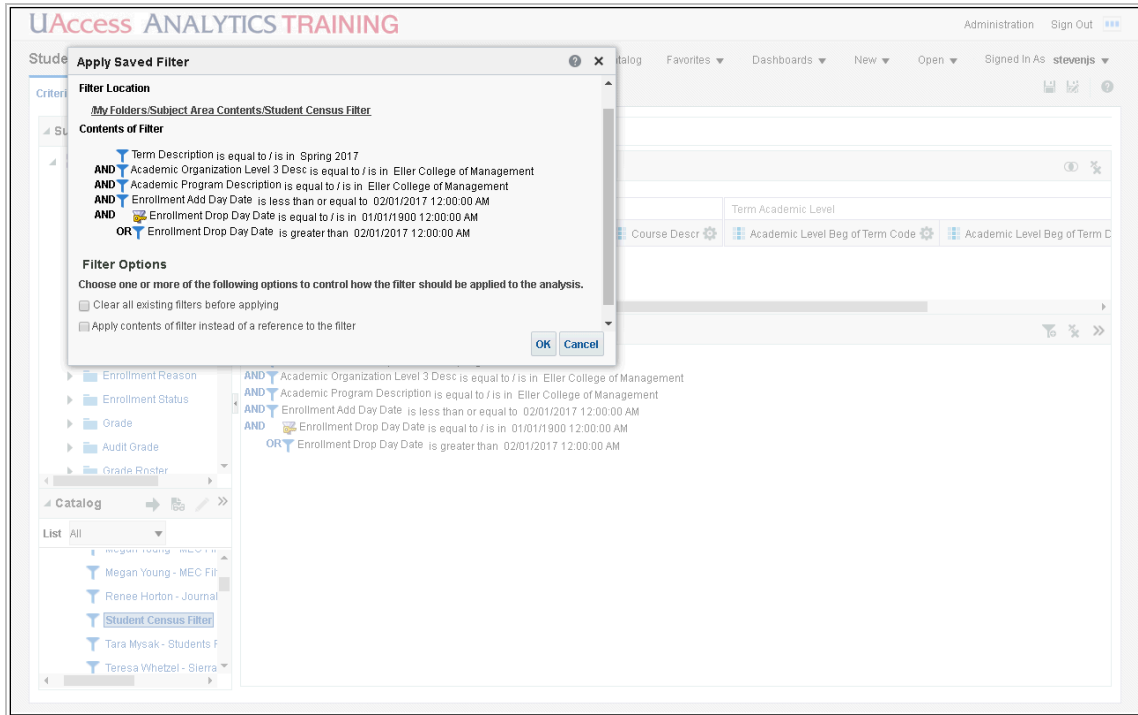 UAccess ANALYTICS TRAINING
Administration Sign Out
Stude
Apply Saved Filter
talog Favorites Dashboards New Open Signed In As stevenjs
Criteri
Filter Location
/My Folders/Subject Area Contents/Student Census Filter
Su
Contents of Filter
Term Description is equal to / is in Spring 2017
AND Academic Organization Level 3 Desc is equal to / is in Eller College of Management
AND Academic Program Description is equal to / is in Eller College of Management
AND Enrollment Add Day Date is less than or equal to 02/01/2017 12:00:00 AM
AND Enrollment Drop Day Date is equal to / is in 01/01/1900 12:00:00 AM
OR Enrollment Drop Day Date is greater than 02/01/2017 12:00:00 AM
Term Academic Level
Course Descr Academic Level Beg of Term Code Academic Level Beg of Term D
Filter Options
Choose one or more of the following options to control how the filter should be applied to the analysis.
Clear all existing filters before applying
Apply contents of filter instead of a reference to the filter
OK Cancel
Enrollment Reason
Enrollment Status
Grade
Audit Grade
Grade Roster
AND Academic Organization Level 3 Desc is equal to / is in Eller College of Management
AND Academic Program Description is equal to / is in Eller College of Management
AND Enrollment Add Day Date is less than or equal to 02/01/2017 12:00:00 AM
AND Enrollment Drop Day Date is equal to / is in 01/01/1900 12:00:00 AM
OR Enrollment Drop Day Date is greater than 02/01/2017 12:00:00 AM
Catalog
List All
Megan Young - MEC Fil
Megan Young - MEC Fil
Renee Horton - Journal
Student Census Filter
Tara Mysak - Students F
Teresa Whetzel - Sierra